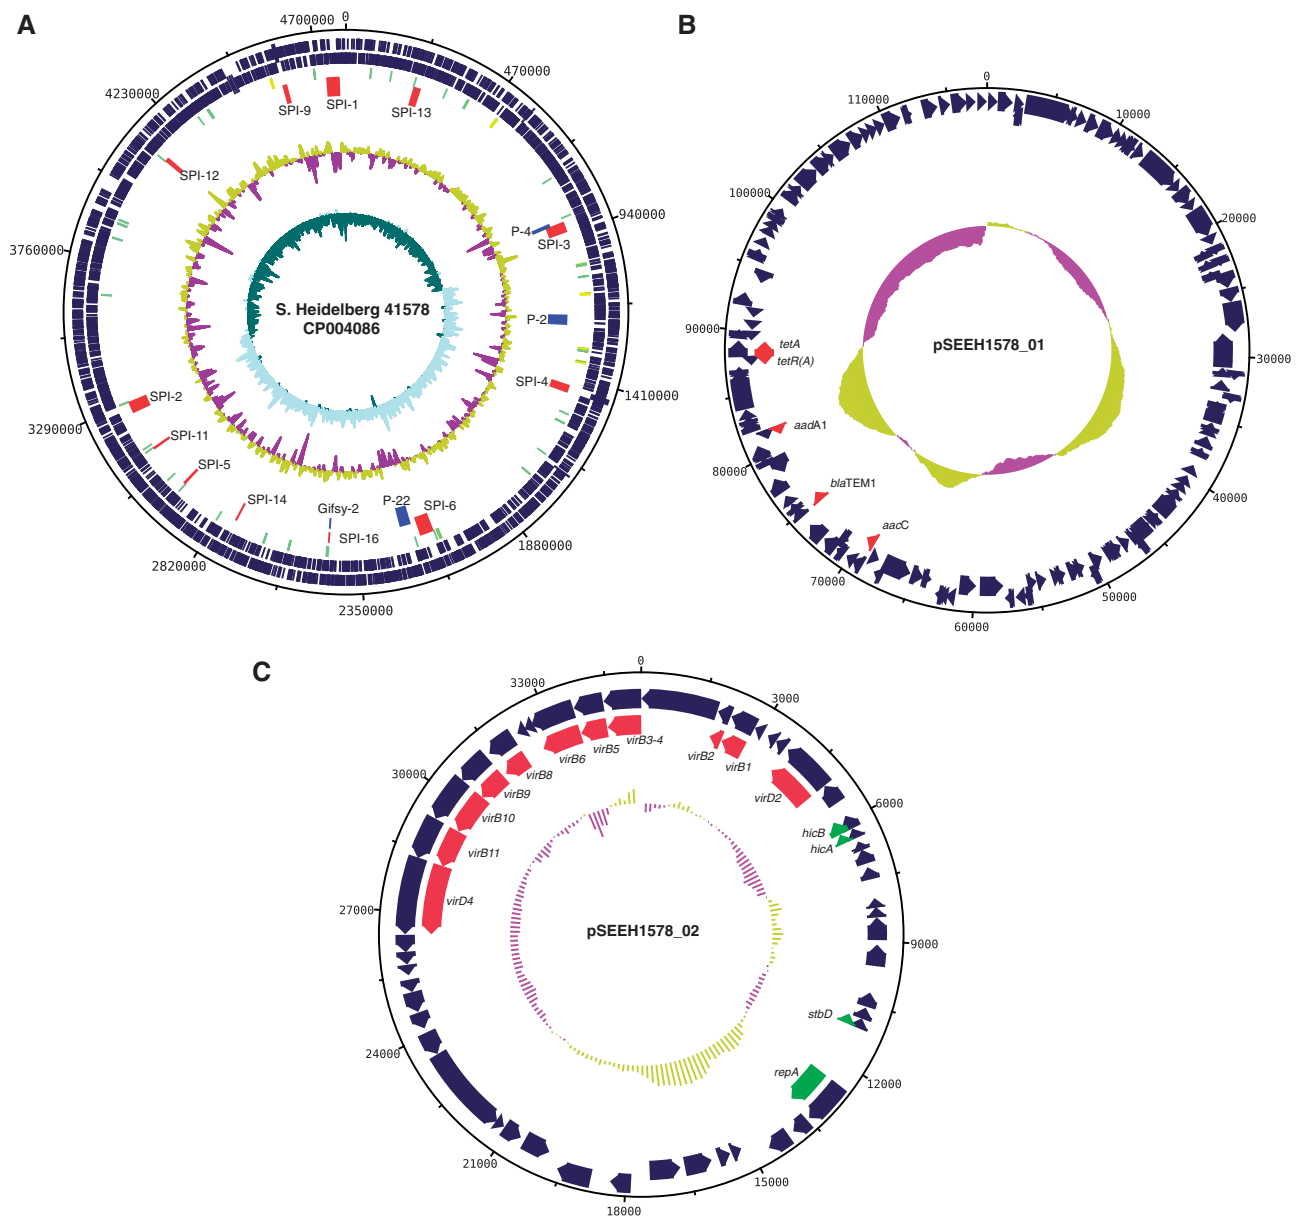 A
4700000
0
470000
4230000
SPI-9
SPI-1
SPI-13
SPI-12
940000
P-4
SPI-3
3760000
S. Heidelberg 41578
CP004086
P-2
SPI-4
1410000
SPI-2
3290000
SPI-11
SPI-5
SPI-14
Gifsy-2
P-22
SPI-6
SPI-16
1880000
2820000
2350000
B
0
110000
10000
100000
20000
90000
tetA
tetR(A)
pSEEH1578_01
30000
aadA1
80000
blaTEM1
40000
aacC
70000
50000
60000
C
0
33000
3000
virB6
virB5
virB3-4
virB2
virB1
virB8
30000
virB9
virD2
6000
virB10
hicB
hicA
virB11
virD4
27000
pSEEH1578_02
9000
stbD
24000
repA
12000
21000
15000
18000